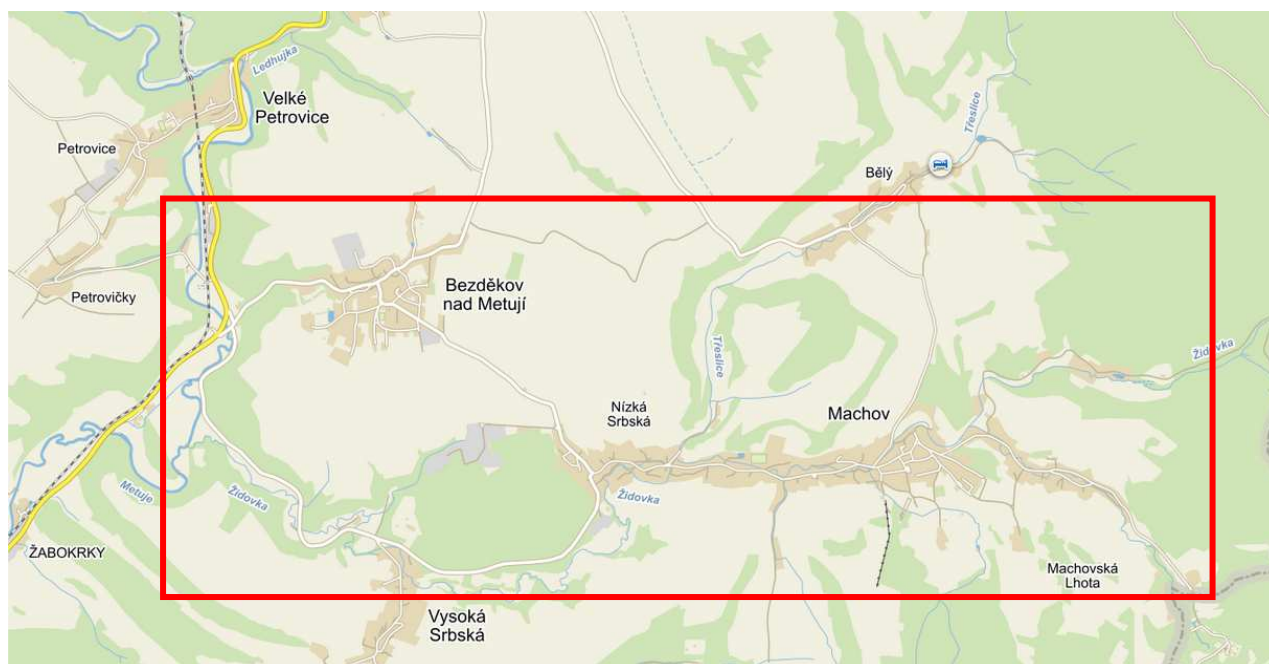 Ledhujka
Velké
Petrovice
Petrovice
Třeslice
Bělý
Petrovičky
Bezděkov
nad Metují
Třeslice
Židovka
Nízká
Srbská
Machov
Metuje
Židovka
Židovka
ŽABOKRKY
Machovská
Lhota
Vysoká
Srbská